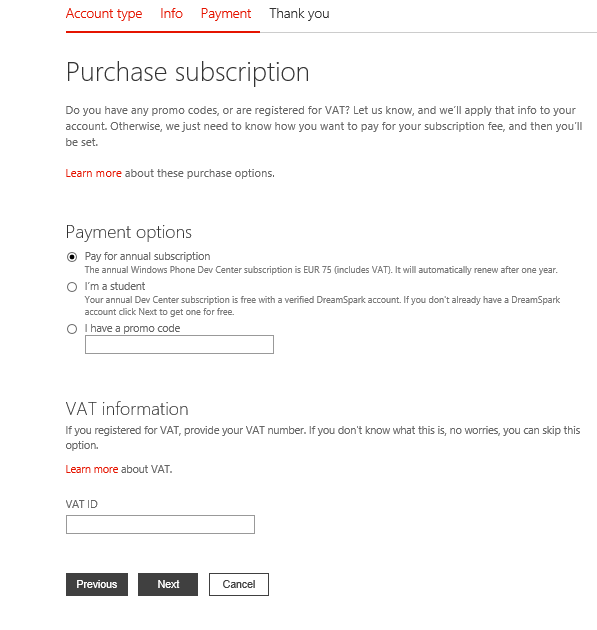 Account type Info Payment Thank you
Purchase subscription
Do you have any promo codes, or are registered for VAT? Let us know, and we'll apply that info to your
account. Otherwise, we just need to know how you want to pay for your subscription fee, and then you'll
be set.
Learn more about these purchase options.
Payment options
Pay for annual subscription
The annual Windows Phone Dev Center subscription is EUR 75 (includes VAT). It will automatically renew after one year.
I'm a student
Your annual Dev Center subscription is free with a verified DreamSpark account. If you don't already have a DreamSpark
account click Next to get one for free.
I have a promo code
VAT information
If you registered for VAT, provide your VAT number. If you don't know what this is, no worries, you can skip this
option.
Learn more about VAT.
VAT ID
Previous Next Cancel